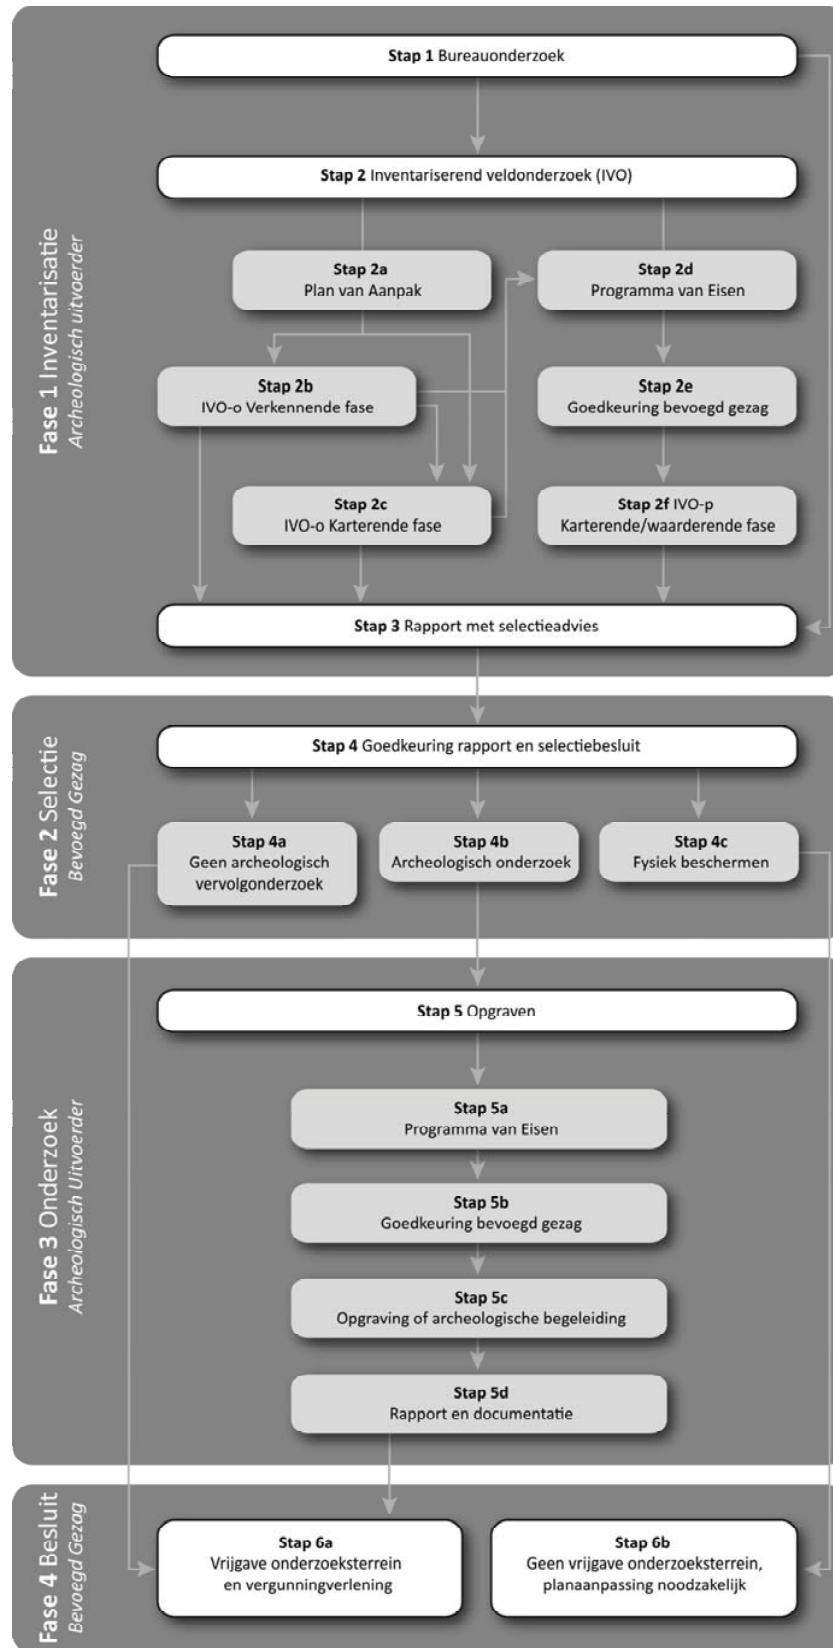 Fase 1 Inventarisatie
Archeologisch uitvoerder
Stap 1 Bureauonderzoek
Stap 2 Inventariserend veldonderzoek (IVO)
Stap 2a
Plan van Aanpak
Stap 2d
Programma van Eisen
Stap 2b
IVO-o Verkennende fase
Stap 2e
Goedkeuring bevoegd gezag
Stap 2c
IVO-o Karterende fase
Stap 2f IVO-p
Karterende/waarderende fase
Stap 3 Rapport met selectieadvies
Fase 2 Selectie
Bevoegd Gezag
Stap 4 Goedkeuring rapport en selectiebesluit
Stap 4a
Geen archeologisch
vervolgonderzoek
Stap 4b
Archeologisch onderzoek
Stap 4c
Fysiek beschermen
Fase 3 Onderzoek
Archeologisch Uitvoerder
Stap 5 Opgraven
Stap 5a
Programma van Eisen
Stap 5b
Goedkeuring bevoegd gezag
Stap 5c
Opgraving of archeologische begeleiding
Stap 5d
Rapport en documentatie
Fase 4 Besluit
Bevoegd Gezag
Stap 6a
Vrijgave onderzoeksterrein
en vergunningverlening
Stap 6b
Geen vrijgave onderzoeksterrein,
planaanpassing noodzakelijk